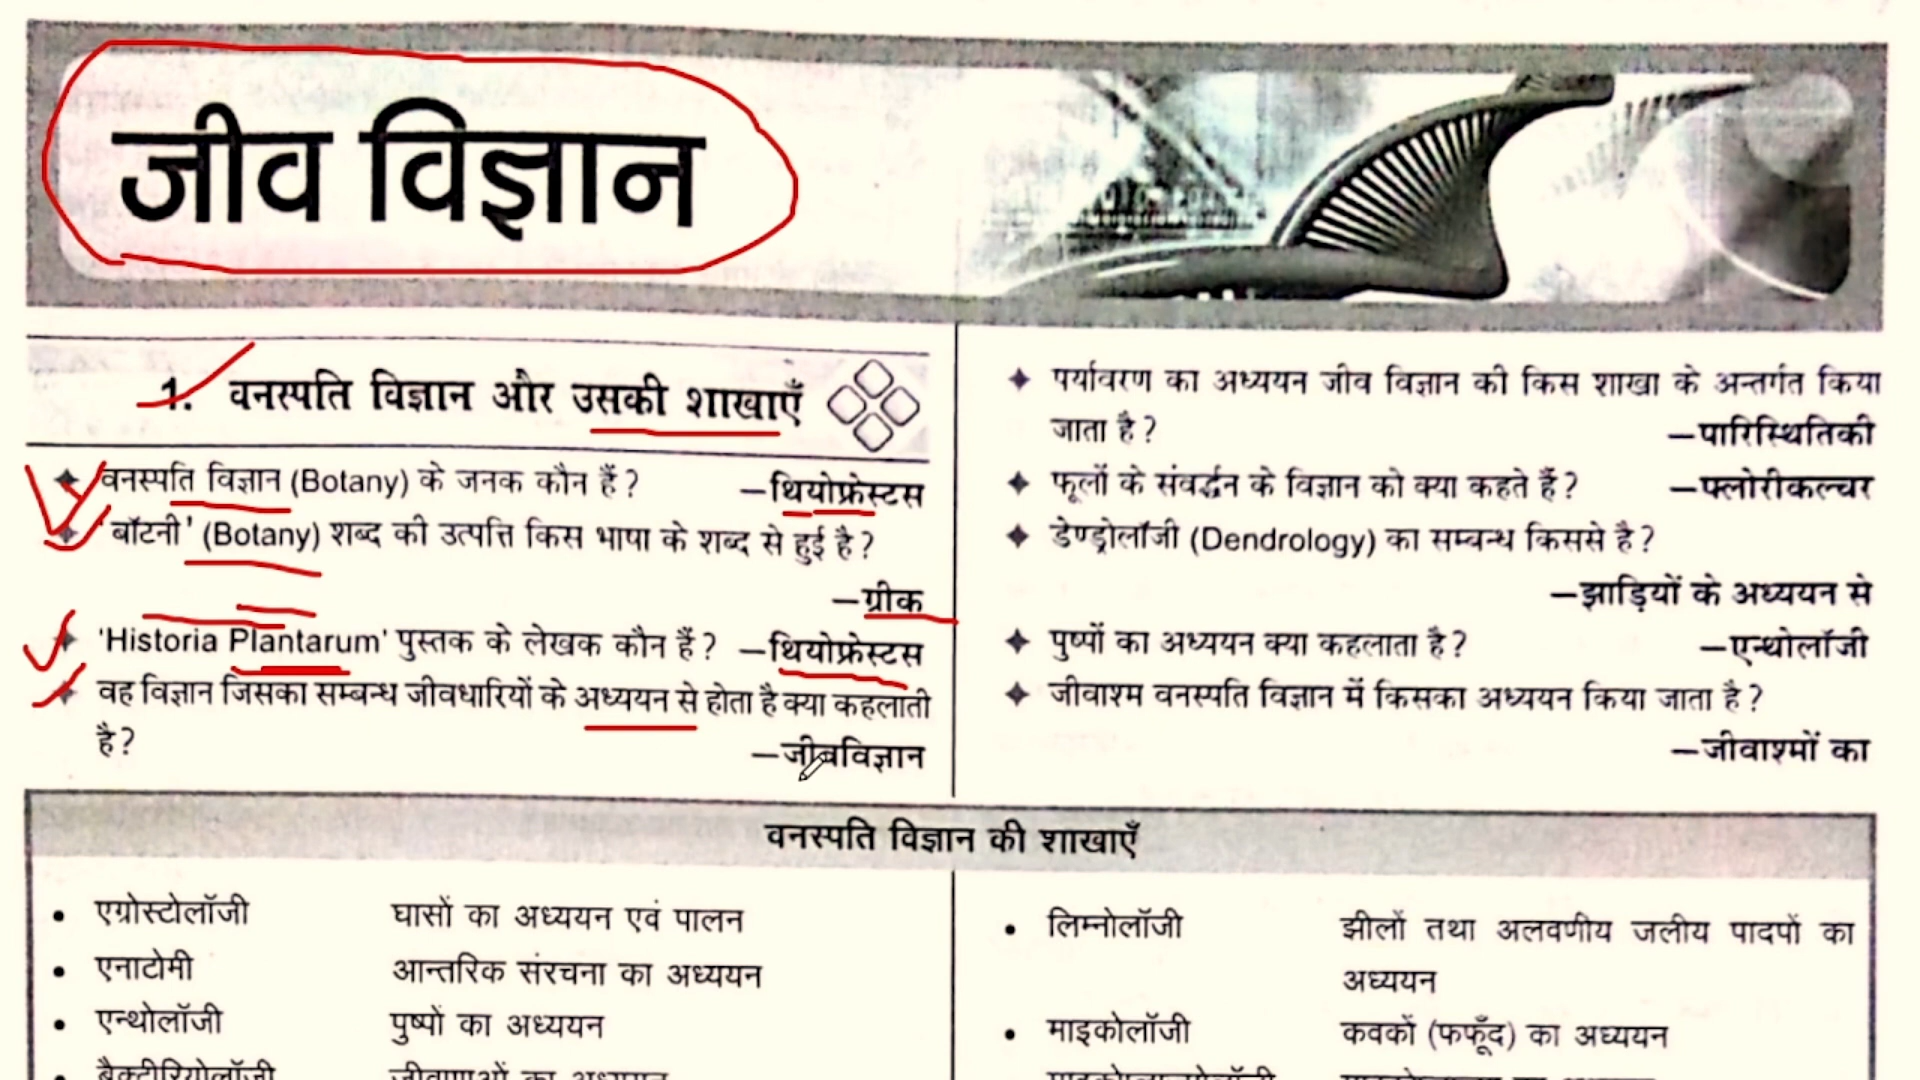 जीव विज्ञान
1. वनस्पति विज्ञान और उसकी शाखाएँ
वनस्पति विज्ञान (Botany) के जनक कौन हैं? —थियोफ्रेस्टस
'बॉटनी' (Botany) शब्द की उत्पत्ति किस भाषा के शब्द से हुई है?
—ग्रीक
'Historia Plantarum' पुस्तक के लेखक कौन हैं? —थियोफ्रेस्टस
वह विज्ञान जिसका सम्बन्ध जीवधारियों के अध्ययन से होता है क्या कहलाती
है? —जीवविज्ञान
पर्यावरण का अध्ययन जीव विज्ञान की किस शाखा के अन्तर्गत किया
जाता है? —पारिस्थितिकी
फूलों के संवर्द्धन के विज्ञान को क्या कहते हैं? —फ्लोरीकल्चर
डेण्ड्रोलॉजी (Dendrology) का सम्बन्ध किससे है?
—झाड़ियों के अध्ययन से
पुष्पों का अध्ययन क्या कहलाता है? —एन्थोलॉजी
जीवाश्म वनस्पति विज्ञान में किसका अध्ययन किया जाता है?
—जीवाश्मों का
वनस्पति विज्ञान की शाखाएँ
• एग्रोस्टोलॉजी घासों का अध्ययन एवं पालन
• एनाटोमी आन्तरिक संरचना का अध्ययन
• एन्थोलॉजी पुष्पों का अध्ययन
• बैक्टीरियोलॉजी जीवाणुओं का अध्ययन
• लिम्नोलॉजी झीलों तथा अलवणीय जलीय पादपों का
अध्ययन
• माइकोलॉजी कवकों (फफूँद) का अध्ययन